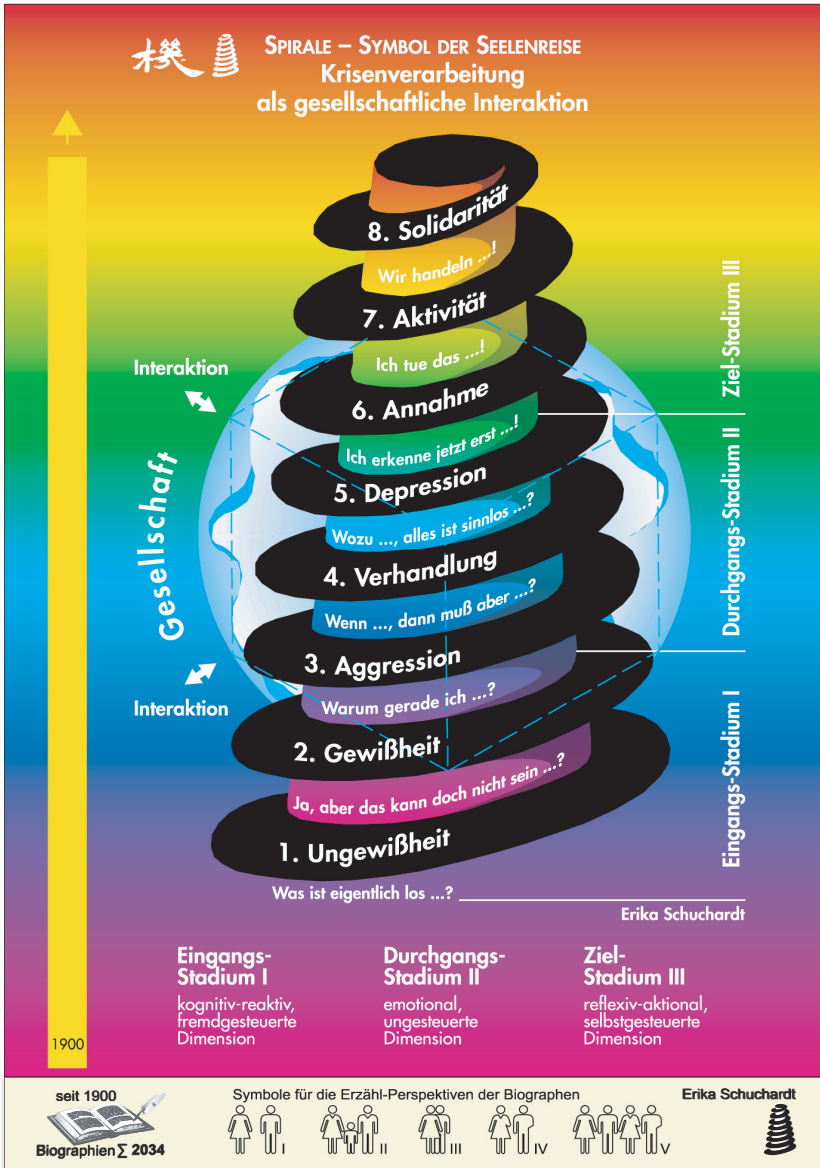 機
SPIRALE – SYMBOL DER SEELENREISE
Krisenverarbeitung
als gesellschaftliche Interaktion
8. Solidarität
Wir handeln ...!
7. Aktivität
Ich tue das ...!
6. Annahme
Ich erkenne jetzt erst ...!
5. Depression
Wozu ..., alles ist sinnlos ...?
4. Verhandlung
Wenn ..., dann muß aber ...?
3. Aggression
Warum gerade ich ...?
2. Gewißheit
Ja, aber das kann doch nicht sein ...?
1. Ungewißheit
Was ist eigentlich los ...?
Erika Schuchardt
Interaktion
Gesellschaft
Interaktion
Ziel-Stadium III
Durchgangs-Stadium II
Eingangs-Stadium I
1900
Eingangs-
Stadium I
kognitiv-reaktiv,
fremdgesteuerte
Dimension
Durchgangs-
Stadium II
emotional,
ungesteuerte
Dimension
Ziel-
Stadium III
reflexiv-aktional,
selbstgesteuerte
Dimension
seit 1900
Biographien ∑ 2034
Symbole für die Erzähl-Perspektiven der Biographen
I
II
III
IV
V
Erika Schuchardt